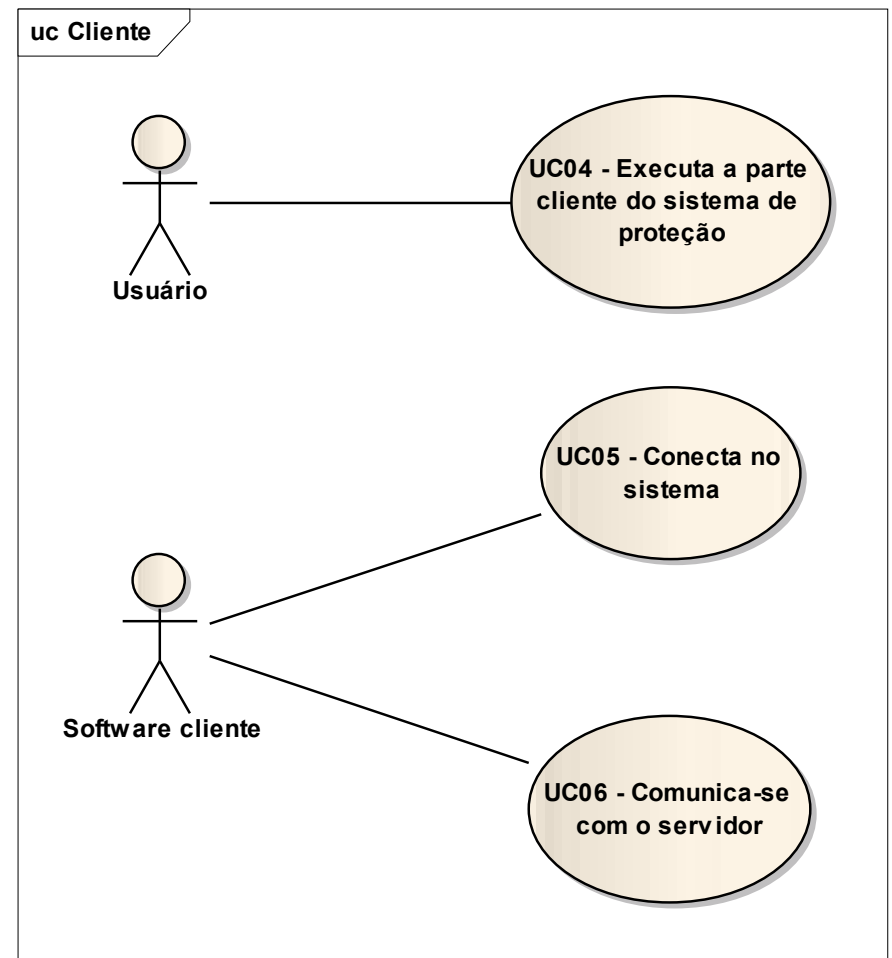 uc Cliente
UC04 - Executa a parte
cliente do sistema de
proteção
Usuário
UC05 - Conecta no
sistema
Software cliente
UC06 - Comunica-se
com o servidor